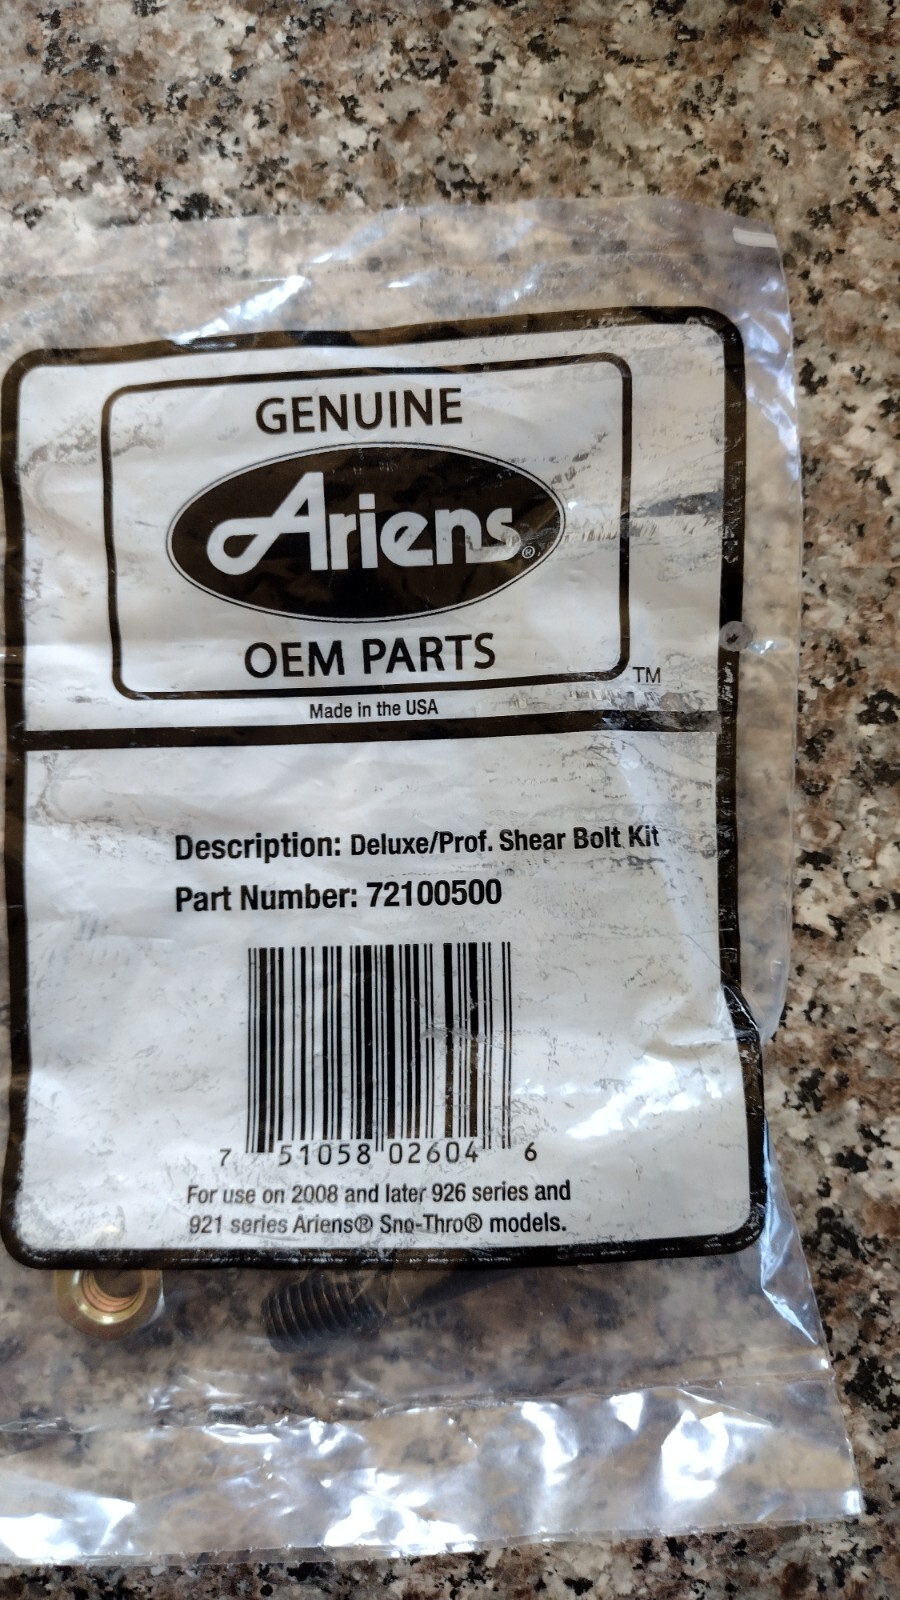 GENUINE
Ariens®
OEM PARTS
TM
Made in the USA
Description: Deluxe/Prof. Shear Bolt Kit
Part Number: 72100500
7 51058 02604 6
For use on 2008 and later 926 series and
921 series Ariens® Sno-Thro® models.